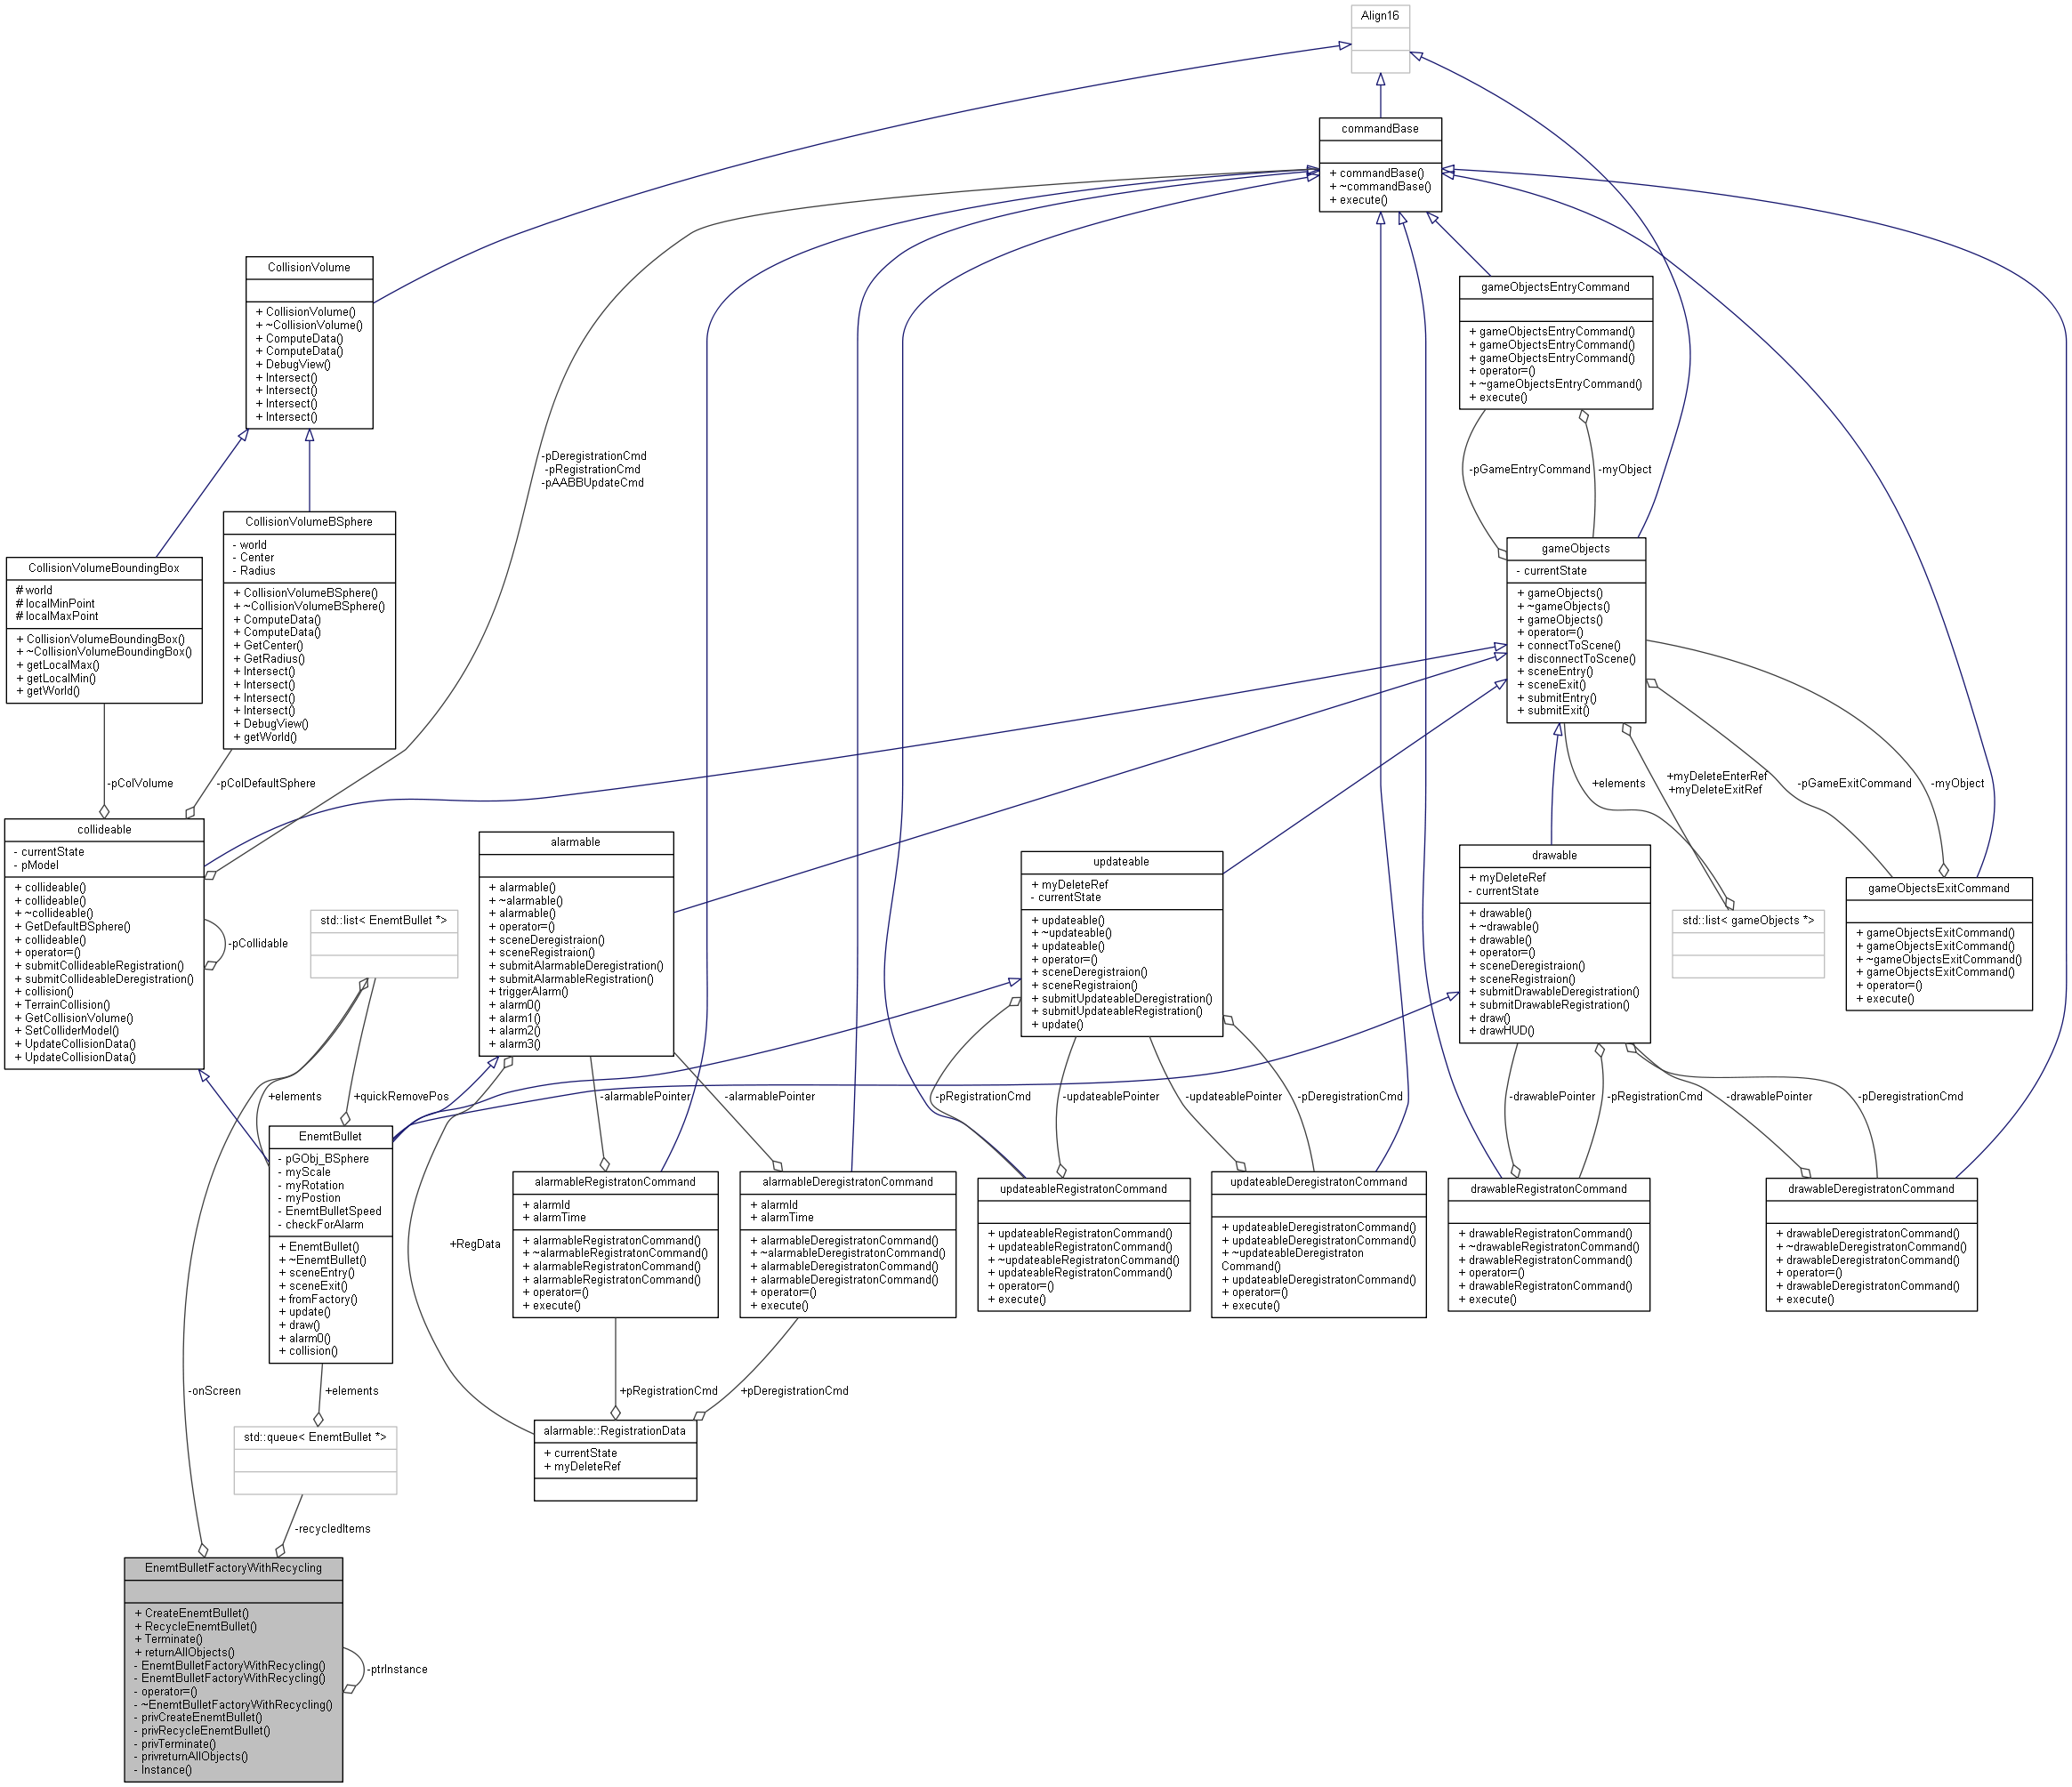 Align16
commandBase
+ commandBase()
+ ~commandBase()
+ execute()
CollisionVolume
+ CollisionVolume()
+ ~CollisionVolume()
+ ComputeData()
+ ComputeData()
+ DebugView()
+ Intersect()
+ Intersect()
+ Intersect()
+ Intersect()
gameObjectsEntryCommand
+ gameObjectsEntryCommand()
+ gameObjectsEntryCommand()
+ gameObjectsEntryCommand()
+ operator=()
+ ~gameObjectsEntryCommand()
+ execute()
-pDeregistrationCmd
-pRegistrationCmd
-pAABBUpdateCmd
-pGameEntryCommand
-myObject
CollisionVolumeBSphere
- world
- Center
- Radius
+ CollisionVolumeBSphere()
+ ~CollisionVolumeBSphere()
+ ComputeData()
+ ComputeData()
+ GetCenter()
+ GetRadius()
+ Intersect()
+ Intersect()
+ Intersect()
+ Intersect()
+ DebugView()
+ getWorld()
CollisionVolumeBoundingBox
# world
# localMinPoint
# localMaxPoint
+ CollisionVolumeBoundingBox()
+ ~CollisionVolumeBoundingBox()
+ getLocalMax()
+ getLocalMin()
+ getWorld()
gameObjects
- currentState
+ gameObjects()
+ ~gameObjects()
+ gameObjects()
+ operator=()
+ connectToScene()
+ disconnectToScene()
+ sceneEntry()
+ sceneExit()
+ submitEntry()
+ submitExit()
-pColVolume
-pColDefaultSphere
+elements
+myDeleteEnterRef
+myDeleteExitRef
-pGameExitCommand
-myObject
collideable
- currentState
- pModel
+ collideable()
+ collideable()
+ ~collideable()
+ GetDefaultBSphere()
+ collideable()
+ operator=()
+ submitCollideableRegistration()
+ submitCollideableDeregistration()
+ collision()
+ TerrainCollision()
+ GetCollisionVolume()
+ SetColliderModel()
+ UpdateCollisionData()
+ UpdateCollisionData()
-pCollidable
std::list< EnemtBullet *>
alarmable
+ alarmable()
+ ~alarmable()
+ alarmable()
+ operator=()
+ sceneDeregistraion()
+ sceneRegistraion()
+ submitAlarmableDeregistration()
+ submitAlarmableRegistration()
+ triggerAlarm()
+ alarm0()
+ alarm1()
+ alarm2()
+ alarm3()
updateable
+ myDeleteRef
- currentState
+ updateable()
+ ~updateable()
+ updateable()
+ operator=()
+ sceneDeregistraion()
+ sceneRegistraion()
+ submitUpdateableDeregistration()
+ submitUpdateableRegistration()
+ update()
drawable
+ myDeleteRef
- currentState
+ drawable()
+ ~drawable()
+ drawable()
+ operator=()
+ sceneDeregistraion()
+ sceneRegistraion()
+ submitDrawableDeregistration()
+ submitDrawableRegistration()
+ draw()
+ drawHUD()
std::list< gameObjects *>
gameObjectsExitCommand
+ gameObjectsExitCommand()
+ gameObjectsExitCommand()
+ ~gameObjectsExitCommand()
+ gameObjectsExitCommand()
+ operator=()
+ execute()
+elements
+quickRemovePos
-alarmablePointer
-alarmablePointer
-pRegistrationCmd
-updateablePointer
-updateablePointer
-pDeregistrationCmd
-drawablePointer
-pRegistrationCmd
-drawablePointer
-pDeregistrationCmd
EnemtBullet
- pGObj_BSphere
- myScale
- myRotation
- myPostion
- EnemtBulletSpeed
- checkForAlarm
+ EnemtBullet()
+ ~EnemtBullet()
+ sceneEntry()
+ sceneExit()
+ fromFactory()
+ update()
+ draw()
+ alarm0()
+ collision()
+RegData
alarmableRegistratonCommand
+ alarmId
+ alarmTime
+ alarmableRegistratonCommand()
+ ~alarmableRegistratonCommand()
+ alarmableRegistratonCommand()
+ alarmableRegistratonCommand()
+ operator=()
+ execute()
alarmableDeregistratonCommand
+ alarmId
+ alarmTime
+ alarmableDeregistratonCommand()
+ ~alarmableDeregistratonCommand()
+ alarmableDeregistratonCommand()
+ alarmableDeregistratonCommand()
+ operator=()
+ execute()
updateableRegistratonCommand
+ updateableRegistratonCommand()
+ updateableRegistratonCommand()
+ ~updateableRegistratonCommand()
+ updateableRegistratonCommand()
+ operator=()
+ execute()
updateableDeregistratonCommand
+ updateableDeregistratonCommand()
+ updateableDeregistratonCommand()
+ ~updateableDeregistraton
Command()
+ updateableDeregistratonCommand()
+ operator=()
+ execute()
drawableRegistratonCommand
+ drawableRegistratonCommand()
+ ~drawableRegistratonCommand()
+ drawableRegistratonCommand()
+ operator=()
+ drawableRegistratonCommand()
+ execute()
drawableDeregistratonCommand
+ drawableDeregistratonCommand()
+ ~drawableDeregistratonCommand()
+ drawableDeregistratonCommand()
+ operator=()
+ drawableDeregistratonCommand()
+ execute()
-onScreen
+elements
+pRegistrationCmd
+pDeregistrationCmd
std::queue< EnemtBullet *>
alarmable::RegistrationData
+ currentState
+ myDeleteRef
-recycledItems
EnemtBulletFactoryWithRecycling
+ CreateEnemtBullet()
+ RecycleEnemtBullet()
+ Terminate()
+ returnAllObjects()
- EnemtBulletFactoryWithRecycling()
- EnemtBulletFactoryWithRecycling()
- operator=()
- ~EnemtBulletFactoryWithRecycling()
- privCreateEnemtBullet()
- privRecycleEnemtBullet()
- privTerminate()
- privreturnAllObjects()
- Instance()
-ptrInstance